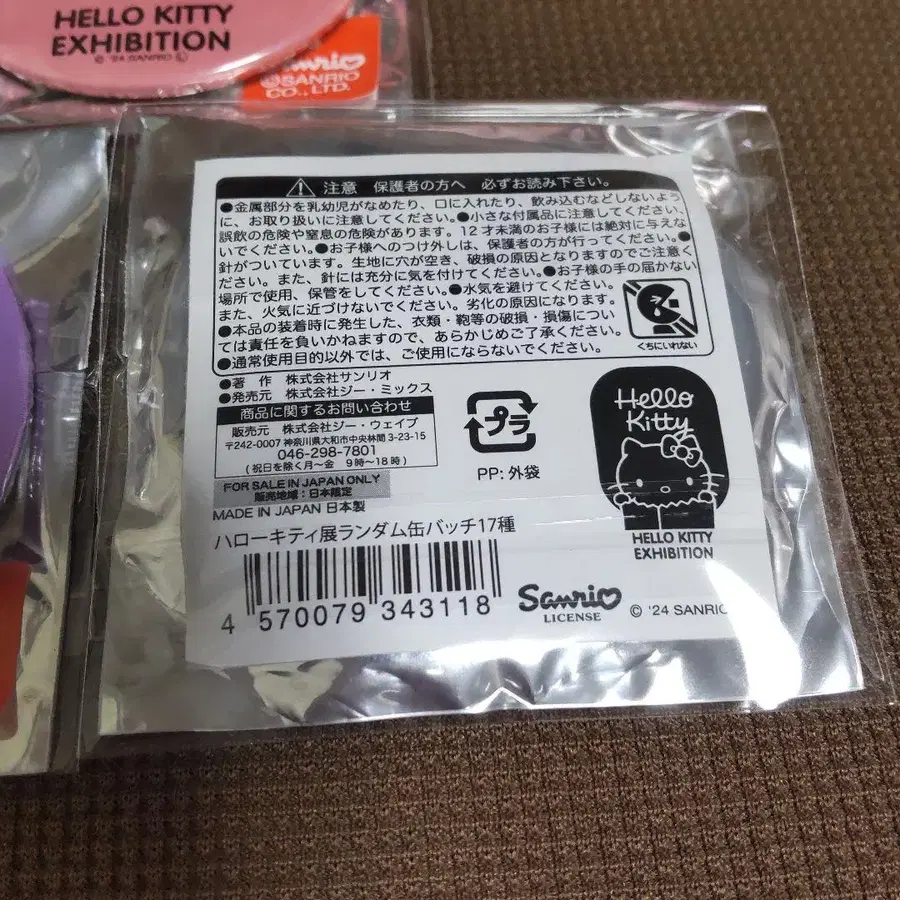 HELLO KITTY
EXHIBITION
© '24 SANRIO Ⓛ
Sanrio
©SANRIO
CO., LTD.
注意 保護者の方へ 必ずお読み下さい。
●金属部分を乳幼児がなめたり、口に入れたり、飲み込むなどしないよう
に、お取り扱いに注意してください。●小さな付属品に注意してください。
誤飲の危険や窒息の危険があります。12才未満のお子様には絶対に与えな
いでください。●お子様へのつけ外しは、保護者の方が行ってください。●
針がついています。生地に穴が空き、破損の原因となりますのでご注意く
ださい。また、針には充分に気を付けてください。●お子様の手の届かない
場所で使用、保管をしてください。●水気を避けてください。
また、火気に近づけないでください。劣化の原因になります。
●本品の装着時に発生した、衣類・鞄等の破損・損傷につい
ては責任を負いかねますので、あらかじめご了承ください。
●通常使用目的以外では、ご使用にならないでください。
くちにいれない
●著 作 株式会社サンリオ
●発売元 株式会社ジー・ミックス
商品に関するお問い合わせ
販売元 株式会社ジー・ウェイブ
〒242-0007 神奈川県大和市中央林間 3-23-15
046-298-7801
(祝日を除く月〜金 9時〜18時)
FOR SALE IN JAPAN ONLY
販売地域:日本限定
MADE IN JAPAN 日本製
プラ
PP: 外袋
Hello
Kitty
HELLO KITTY
EXHIBITION
ハローキティ展ランダム缶バッチ17種
4 570079 343118
Sanrio
LICENSE
© '24 SANRIO